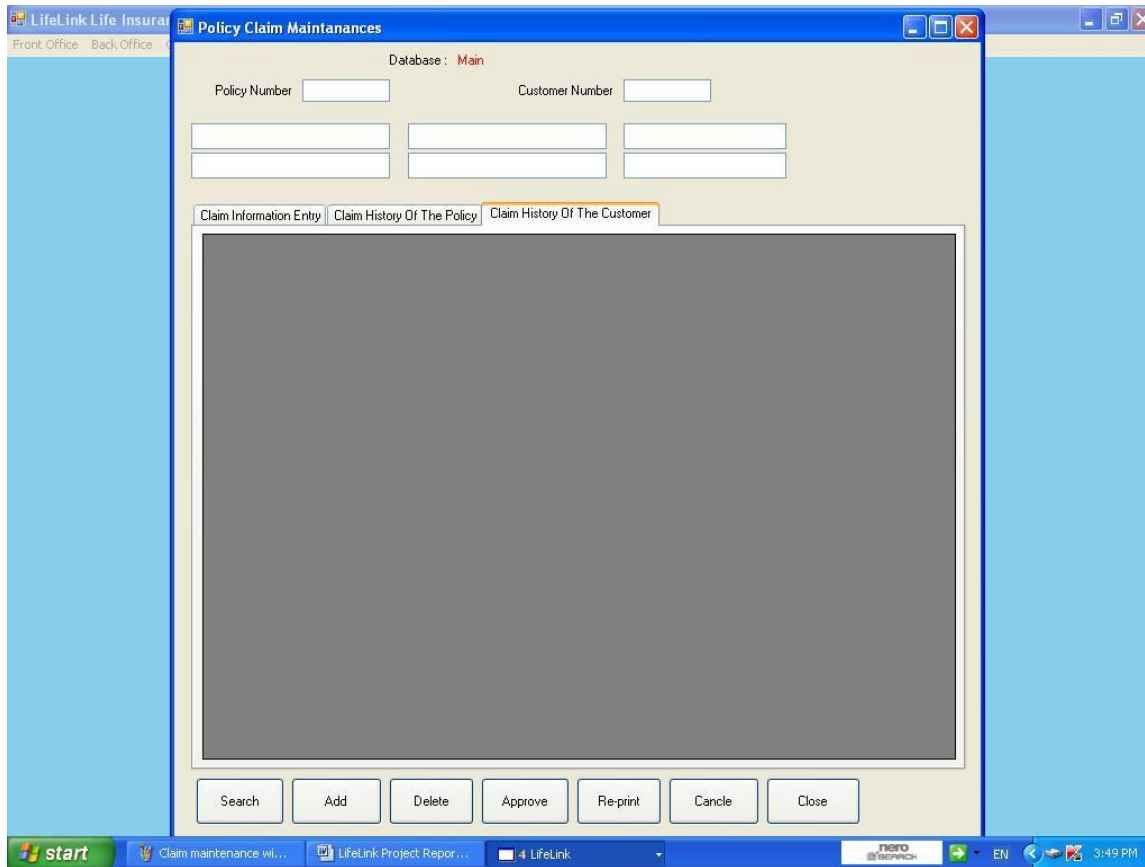 LifeLink Life Insurar
Policy Claim Maintanances
Front Office Back Office
Database : Main
Policy Number
Customer Number
Claim Information Entry
Claim History Of The Policy
Claim History Of The Customer
Search
Add
Delete
Approve
Re-print
Cancle
Close
start
Claim maintenance wi...
LifeLink Project Repor...
4 LifeLink
nero
SEARCH
EN
3:49 PM